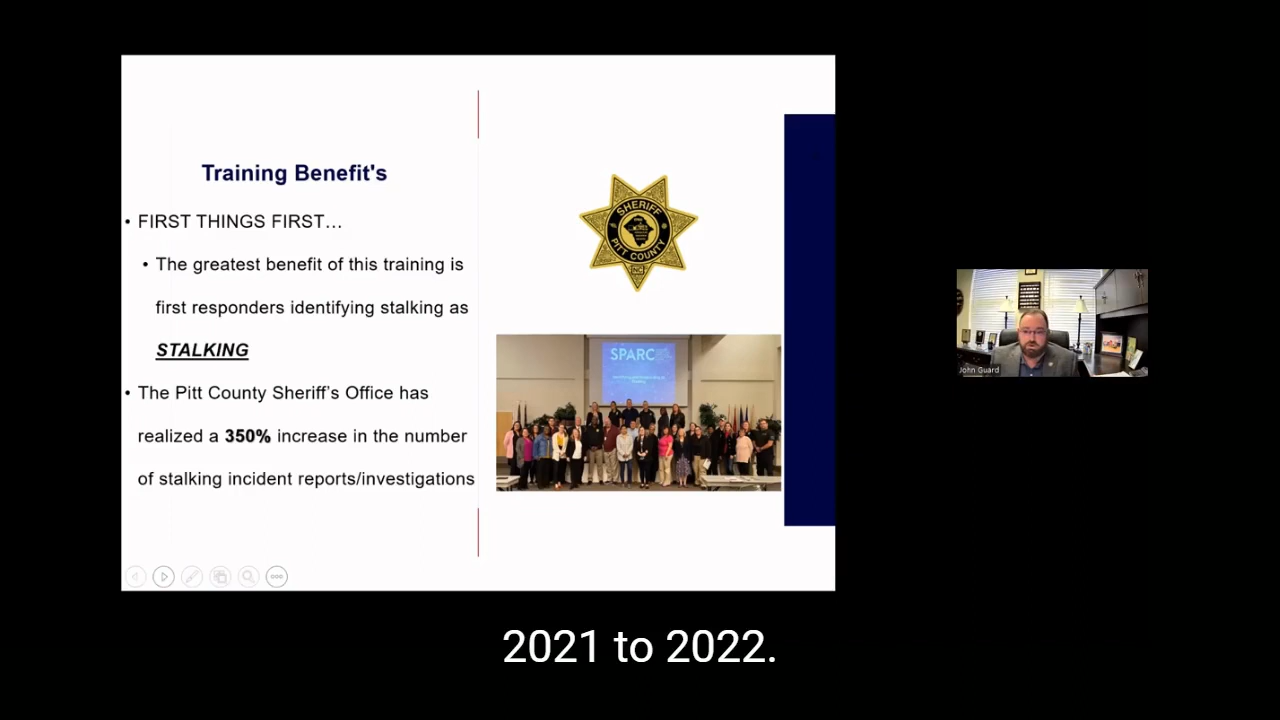 Training Benefit's
• FIRST THINGS FIRST...
• The greatest benefit of this training is
first responders identifying stalking as
STALKING
• The Pitt County Sheriff's Office has
realized a 350% increase in the number
of stalking incident reports/investigations
SHERIFF
PITT COUNTY
NC
SPARC
John Guard
2021 to 2022.